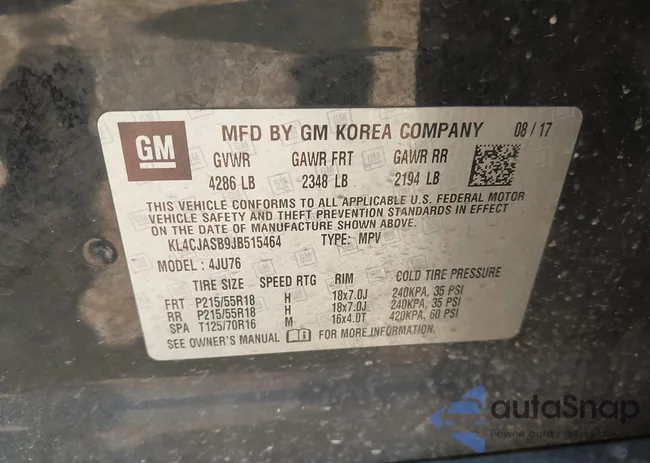 GM MFD BY GM KOREA COMPANY 08 / 17
GVWR GAWR FRT GAWR RR
4286 LB 2348 LB 2194 LB
THIS VEHICLE CONFORMS TO ALL APPLICABLE U.S. FEDERAL MOTOR
VEHICLE SAFETY AND THEFT PREVENTION STANDARDS IN EFFECT
ON THE DATE OF MANUFACTURE SHOWN ABOVE.
KL4CJASB9JB515464 TYPE: MPV
MODEL : 4JU76
TIRE SIZE SPEED RTG RIM COLD TIRE PRESSURE
FRT P215/55R18 H 18x7.0J 240KPA, 35 PSI
RR P215/55R18 H 18x7.0J 240KPA, 35 PSI
SPA T125/70R16 M 16x4.0T 420KPA, 60 PSI
SEE OWNER'S MANUAL FOR MORE INFORMATION.
autoSnap
Pewne auto z